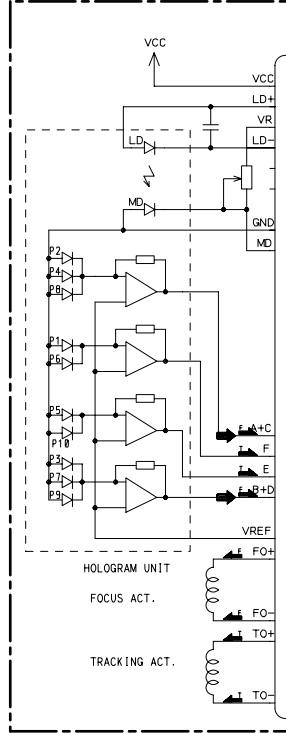 VCC
VCC
LD+
VR
LD
LD-
MD
GND
MD
P2
P4
P8
P1
P6
P5
P10
P3
P7
P9
F
A+C
T
F
T
E
F
B+D
VREF
HOLOGRAM UNIT
F
FO+
FOCUS ACT.
F
FO-
T
TO+
TRACKING ACT.
T
TO-